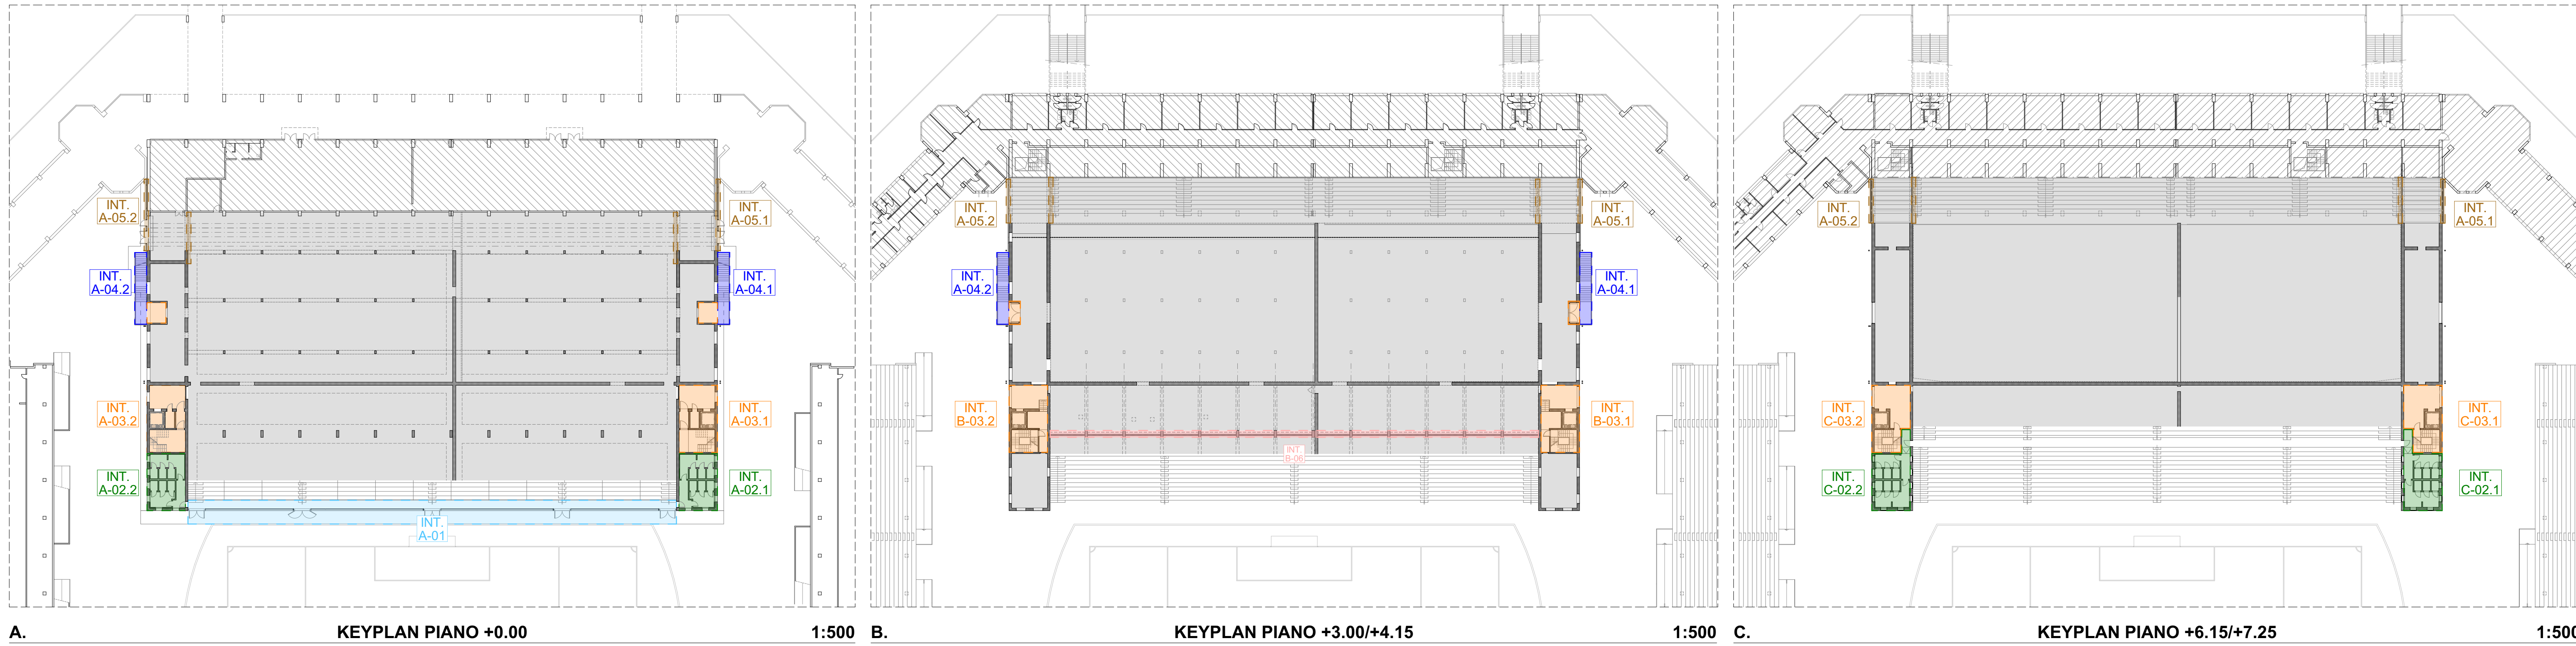 INT.
A-05.2
INT.
A-05.1
INT.
A-04.2
INT.
A-04.1
INT.
A-03.2
INT.
A-03.1
INT.
A-02.2
INT.
A-02.1
INT.
A-01
A.
KEYPLAN PIANO +0.00
1:500
INT.
A-05.2
INT.
A-05.1
INT.
A-04.2
INT.
A-04.1
INT.
B-03.2
INT.
B-03.1
INT.
B-06
B.
KEYPLAN PIANO +3.00/+4.15
1:500
INT.
A-05.2
INT.
A-05.1
INT.
C-03.2
INT.
C-03.1
INT.
C-02.2
INT.
C-02.1
C.
KEYPLAN PIANO +6.15/+7.25
1:500